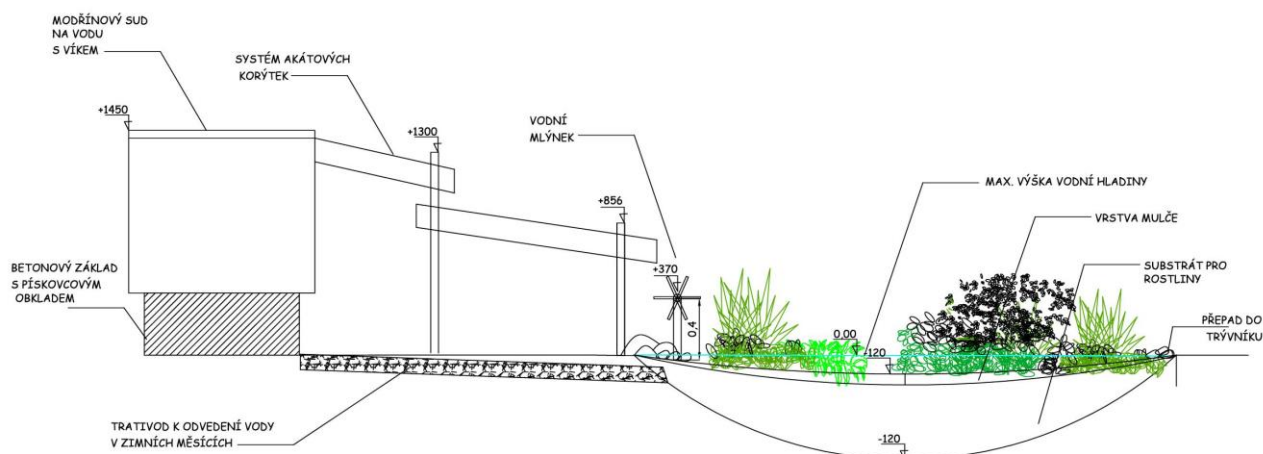 MODŘÍNOVÝ SUD
NA VODU
S VÍKEM
SYSTÉM AKÁTOVÝCH
KORÝTEK
+1450
+1300
VODNÍ
MLÝNEK
MAX. VÝŠKA VODNÍ HLADINY
+856
VRSTVA MULČE
BETONOVÝ ZÁKLAD
S PÍSKOVCOVÝM
OBKLADEM
+370
SUBSTRÁT PRO
ROSTLINY
0,4
0.00
-120
PŘEPAD DO
TRÝVNÍKU
TRATIVOD K ODVEDENÍ VODY
V ZIMNÍCH MĚSÍCÍCH
-120